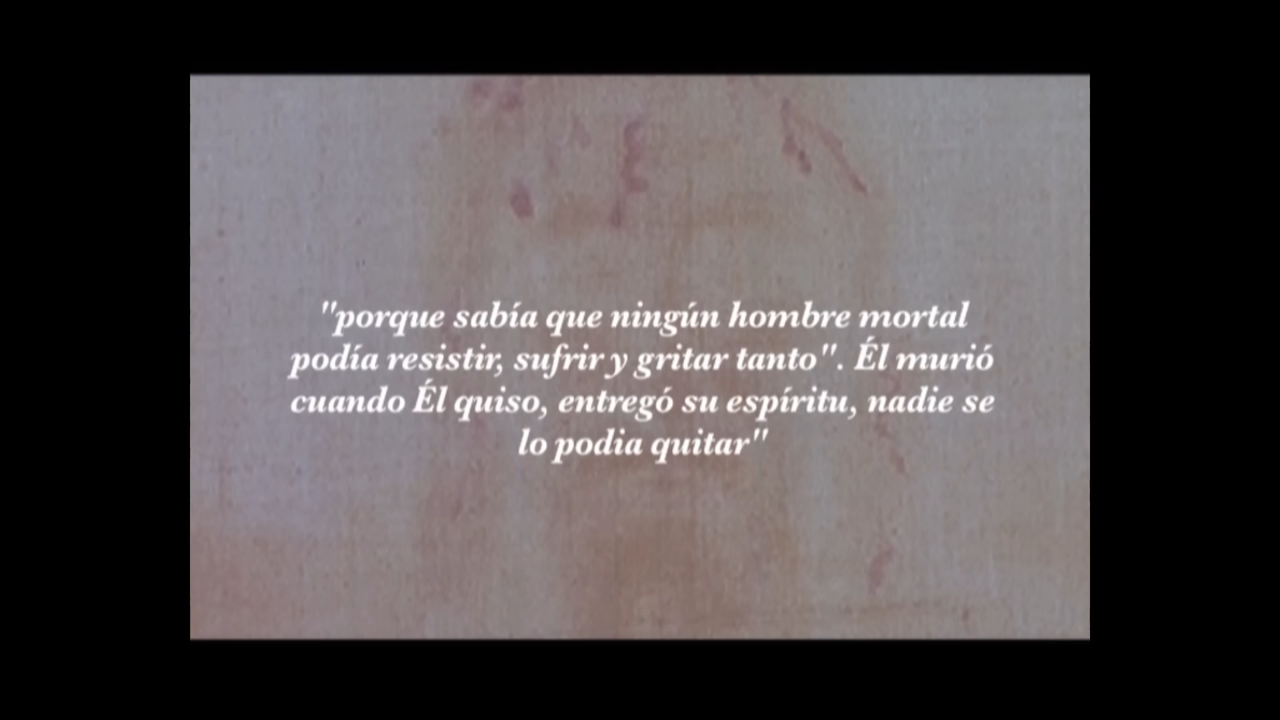 "porque sabía que ningún hombre mortal
podía resistir, sufrir y gritar tanto". Él murió
cuando Él quiso, entregó su espíritu, nadie se
lo podia quitar"